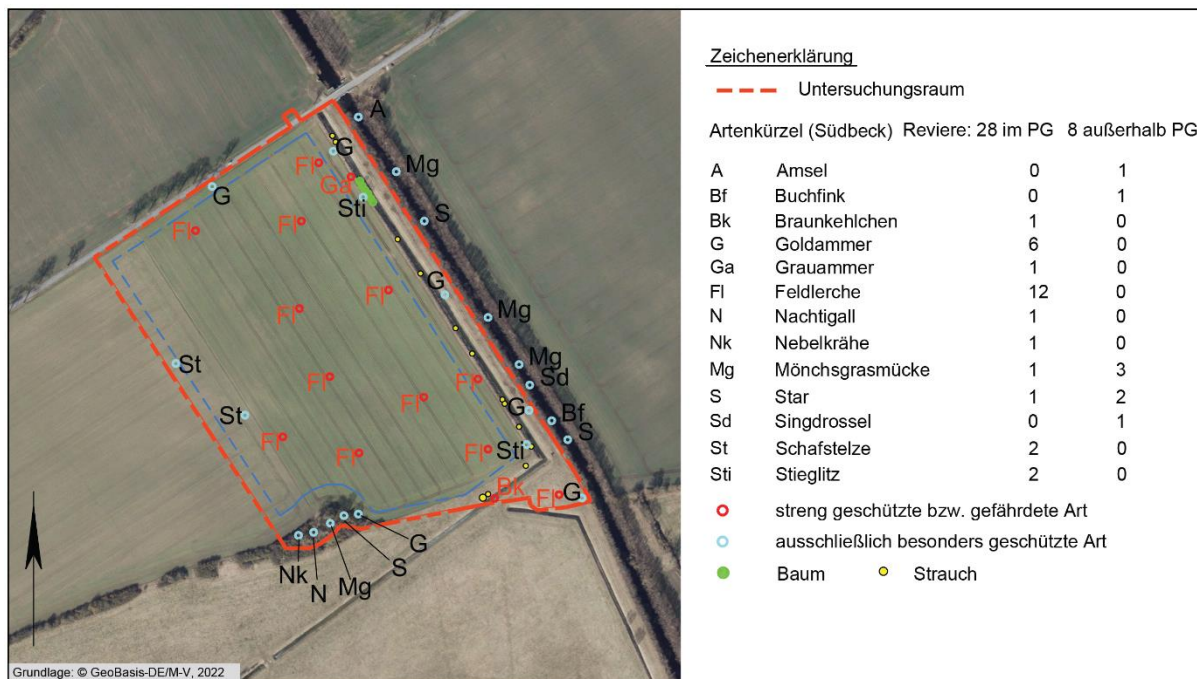 A
Mg
G
Fl
Ga
G
Sti
S
Fl
Fl
G
Fl
Fl
Mg
St
Mg
Fl
Fl
Sd
St
Fl
G
Bf
Fl
Fl
Fl
Sti
S
Bk
Fl
G
Nk
N
Mg
S
G
Grundlage: © GeoBasis-DE/M-V, 2022
Zeichenerklärung
Untersuchungsraum
Artenkürzel (Südbeck) Reviere: 28 im PG 8 außerhalb PG
A Amsel 0 1
Bf Buchfink 0 1
Bk Braunkehlchen 1 0
G Goldammer 6 0
Ga Grauammer 1 0
Fl Feldlerche 12 0
N Nachtigall 1 0
Nk Nebelkrähe 1 0
Mg Mönchsgrasmücke 1 3
S Star 1 2
Sd Singdrossel 0 1
St Schafstelze 2 0
Sti Stieglitz 2 0
streng geschützte bzw. gefährdete Art
ausschließlich besonders geschützte Art
Baum Strauch